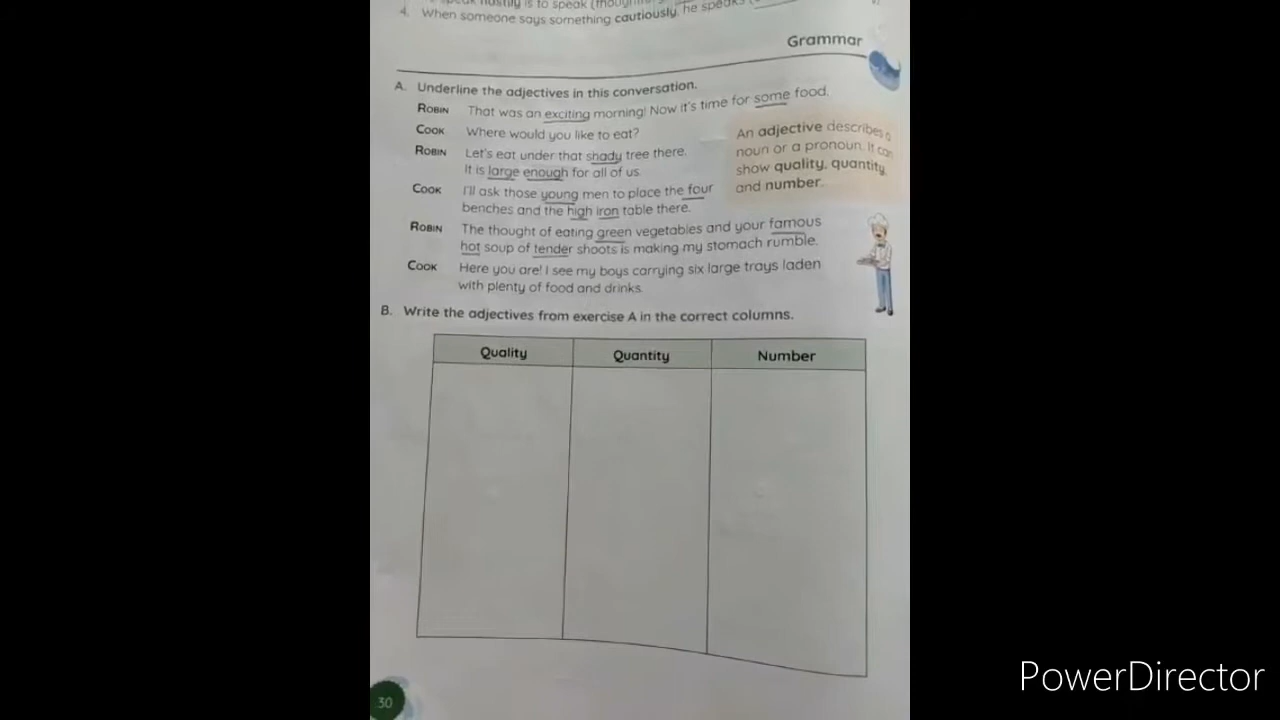 hastily is to speak
4. When someone says something cautiously, he speaks
Grammar
A. Underline the adjectives in this conversation.
ROBIN That was an exciting morning! Now it's time for some food.
COOK Where would you like to eat?
ROBIN Let's eat under that shady tree there.
It is large enough for all of us.
COOK I'll ask those young men to place the four
benches and the high iron table there.
ROBIN The thought of eating green vegetables and your famous
hot soup of tender shoots is making my stomach rumble.
COOK Here you are! I see my boys carrying six large trays laden
with plenty of food and drinks.
An adjective describes a
noun or a pronoun. It can
show quality, quantity,
and number.
B. Write the adjectives from exercise A in the correct columns.
Quality Quantity Number
30
PowerDirector